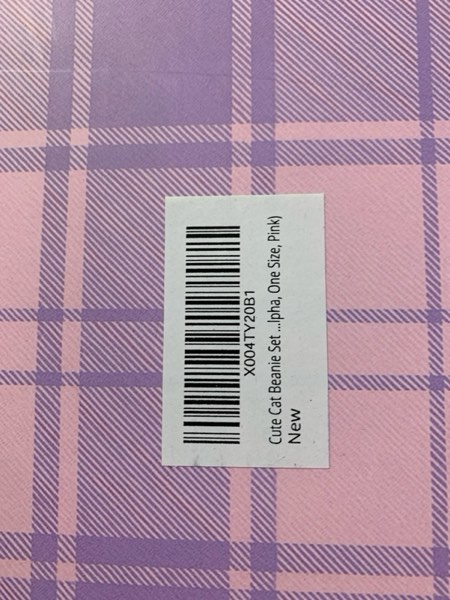 X004TY20B1
Cute Cat Beanie Set ...lpha, One Size, Pink)
New